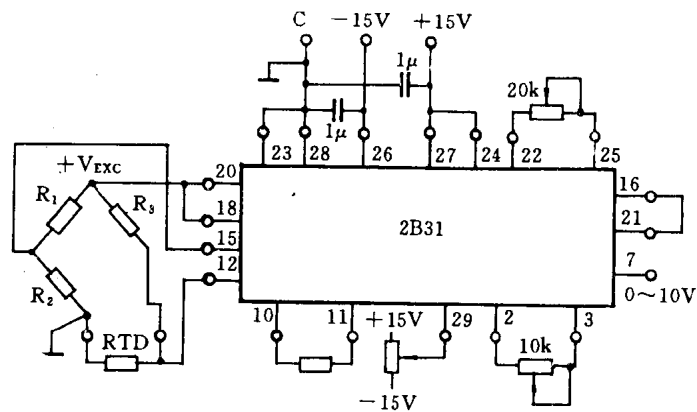 C −15V +15V
1μ
1μ
20k
23 28 26 27 24 22 25
+V_EXC
R₁
R₂
R₃
RTD
20
18
15
12
2B31
16
21
7
0～10V
10 11 29 2 3
+15V
−15V
10k